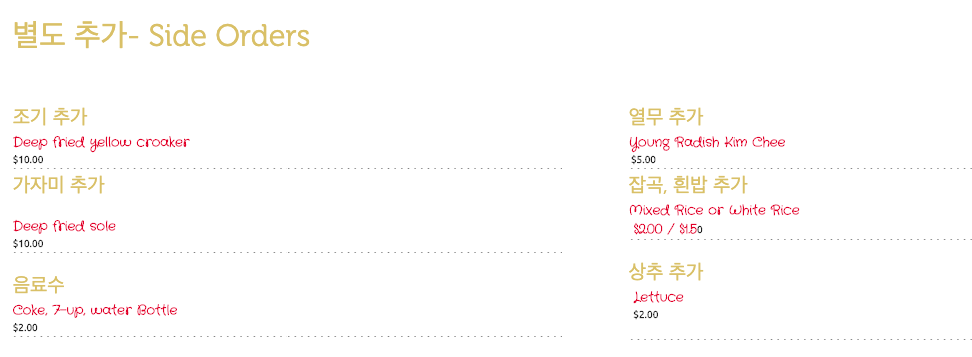 별도 추가- Side Orders
조기 추가
Deep fried yellow croaker
$10.00
가자미 추가
Deep fried sole
$10.00
음료수
Coke, 7-up, water Bottle
$2.00
열무 추가
Young Radish Kim Chee
$5.00
잡곡, 흰밥 추가
Mixed Rice or White Rice
$2.00 / $1.50
상추 추가
Lettuce
$2.00